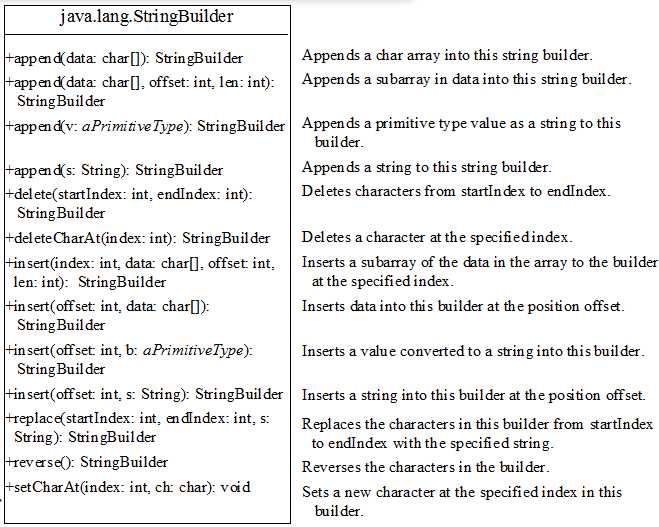 java.lang.StringBuilder
+append(data: char[]): StringBuilder
Appends a char array into this string builder.
+append(data: char[], offset: int, len: int):
StringBuilder
Appends a subarray in data into this string builder.
+append(v: aPrimitiveType): StringBuilder
Appends a primitive type value as a string to this
builder.
+append(s: String): StringBuilder
Appends a string to this string builder.
+delete(startIndex: int, endIndex: int):
StringBuilder
Deletes characters from startIndex to endIndex.
+deleteCharAt(index: int): StringBuilder
Deletes a character at the specified index.
+insert(index: int, data: char[], offset: int,
len: int): StringBuilder
Inserts a subarray of the data in the array to the builder
at the specified index.
+insert(offset: int, data: char[]):
StringBuilder
Inserts data into this builder at the position offset.
+insert(offset: int, b: aPrimitiveType):
StringBuilder
Inserts a value converted to a string into this builder.
+insert(offset: int, s: String): StringBuilder
Inserts a string into this builder at the position offset.
+replace(startIndex: int, endIndex: int, s:
String): StringBuilder
Replaces the characters in this builder from startIndex
to endIndex with the specified string.
+reverse(): StringBuilder
Reverses the characters in the builder.
+setCharAt(index: int, ch: char): void
Sets a new character at the specified index in this
builder.